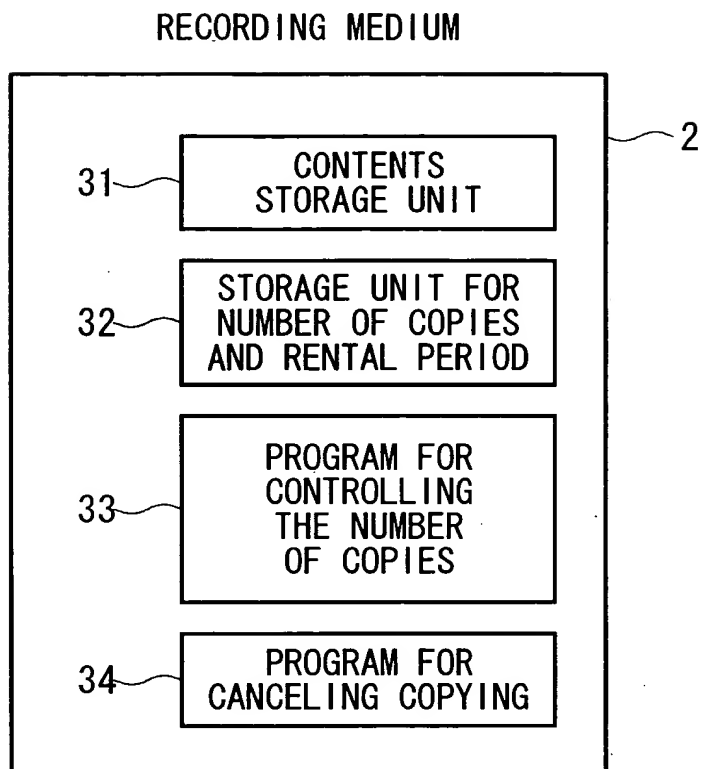 RECORDING MEDIUM
2
31
CONTENTS
STORAGE UNIT
32
STORAGE UNIT FOR
NUMBER OF COPIES
AND RENTAL PERIOD
33
PROGRAM FOR
CONTROLLING
THE NUMBER
OF COPIES
34
PROGRAM FOR
CANCELING COPYING